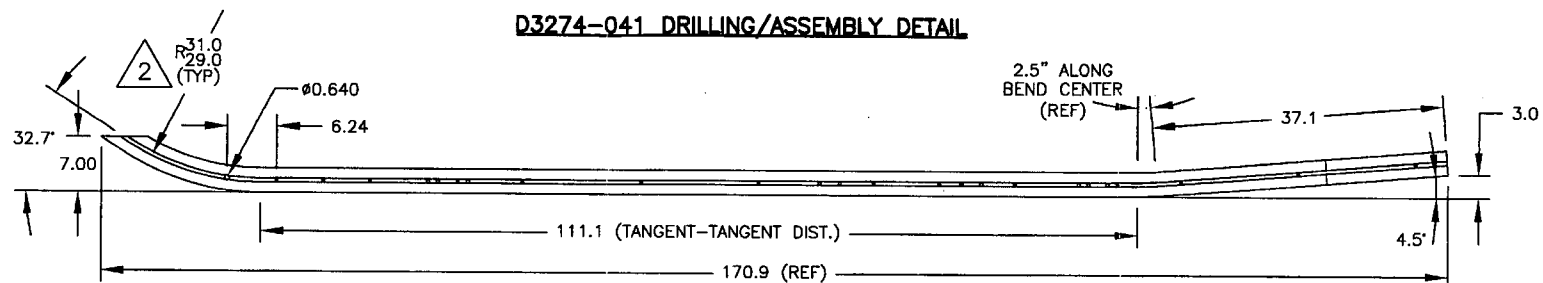 D3274-041 DRILLING/ASSEMBLY DETAIL
2
R31.0
29.0
(TYP)
Ø0.640
6.24
32.7°
7.00
2.5" ALONG
BEND CENTER
(REF)
37.1
3.0
4.5°
111.1 (TANGENT-TANGENT DIST.)
170.9 (REF)